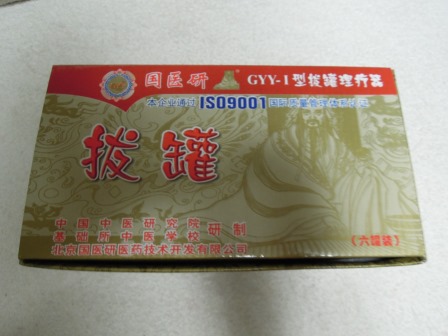 国医研 GYY-I型拔罐理疗器
本企业通过ISO9001国际质量管理体系认证
拔罐
中国中医研究院
基础所中医学校 研制
北京国医研医药技术开发有限公司
(六罐装)